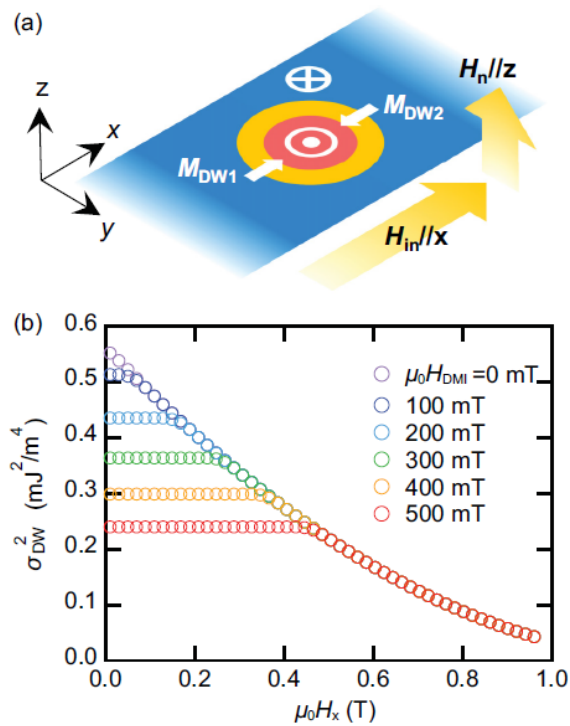 (a)
z
x
y
M_DW1
M_DW2
H_n//z
H_in//x
(b)
σ²_DW (mJ²/m⁴)
0.6
0.5
0.4
0.3
0.2
0.1
0.0
μ₀H_DMI =0 mT
100 mT
200 mT
300 mT
400 mT
500 mT
0.0 0.2 0.4 0.6 0.8 1.0
μ₀H_x (T)